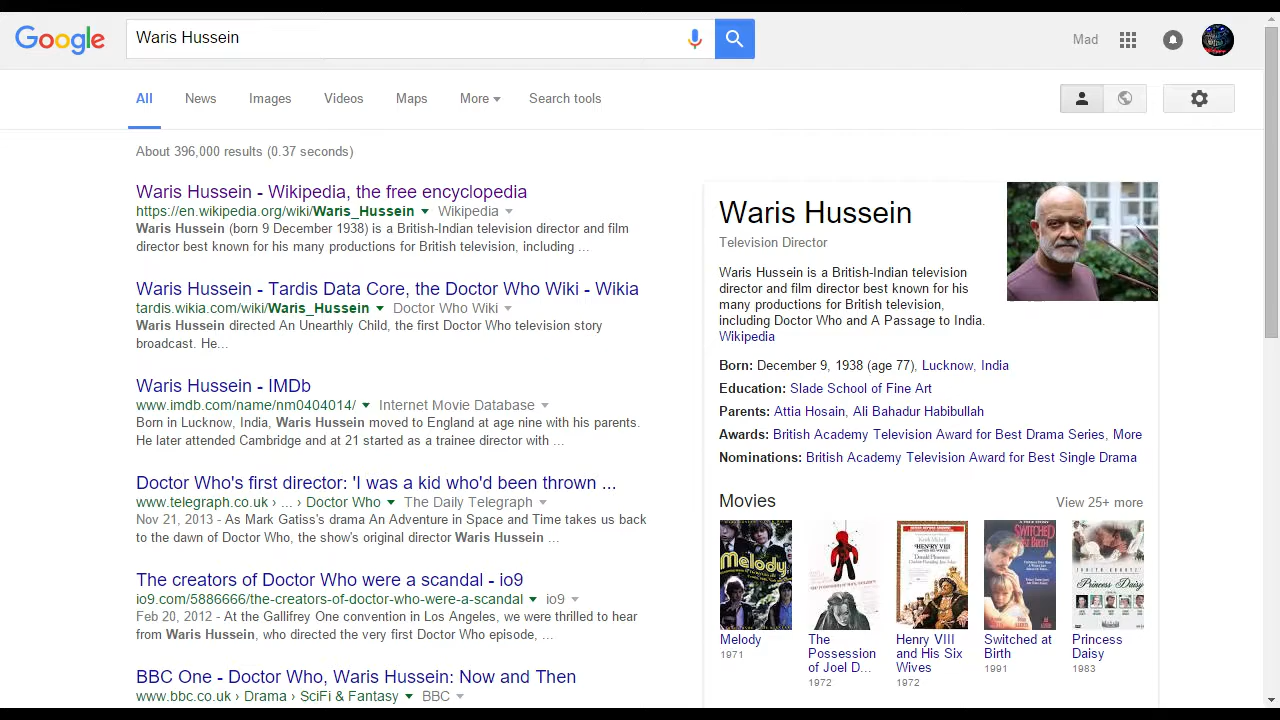 Google
Waris Hussein
Mad
All News Images Videos Maps More Search tools
About 396,000 results (0.37 seconds)
Waris Hussein - Wikipedia, the free encyclopedia
https://en.wikipedia.org/wiki/Waris_Hussein Wikipedia
Waris Hussein (born 9 December 1938) is a British-Indian television director and film
director best known for his many productions for British television, including ...
Waris Hussein - Tardis Data Core, the Doctor Who Wiki - Wikia
tardis.wikia.com/wiki/Waris_Hussein Doctor Who Wiki
Waris Hussein directed An Unearthly Child, the first Doctor Who television story
broadcast. He...
Waris Hussein - IMDb
www.imdb.com/name/nm0404014/ Internet Movie Database
Born in Lucknow, India, Waris Hussein moved to England at age nine with his parents.
He later attended Cambridge and at 21 started as a trainee director with ...
Doctor Who's first director: 'I was a kid who'd been thrown ...
www.telegraph.co.uk › ... › Doctor Who The Daily Telegraph
Nov 21, 2013 - As Mark Gatiss's drama An Adventure in Space and Time takes us back
to the dawn of Doctor Who, the show's original director Waris Hussein ...
The creators of Doctor Who were a scandal - io9
io9.com/5886666/the-creators-of-doctor-who-were-a-scandal io9
Feb 20, 2012 - At the Gallifrey One convention in Los Angeles, we were thrilled to hear
from Waris Hussein, who directed the very first Doctor Who episode, ...
BBC One - Doctor Who, Waris Hussein: Now and Then
www.bbc.co.uk › Drama › SciFi & Fantasy BBC
Waris Hussein
Television Director
Waris Hussein is a British-Indian television
director and film director best known for his
many productions for British television,
including Doctor Who and A Passage to India.
Wikipedia
Born: December 9, 1938 (age 77), Lucknow, India
Education: Slade School of Fine Art
Parents: Attia Hosain, Ali Bahadur Habibullah
Awards: British Academy Television Award for Best Drama Series, More
Nominations: British Academy Television Award for Best Single Drama
Movies View 25+ more
Melody
HENRY VIII
SWITCHED
AT BIRTH
Princess Daisy
Melody
1971
The
Possession
of Joel D...
1972
Henry VIII
and His Six
Wives
1972
Switched at
Birth
1991
Princess
Daisy
1983